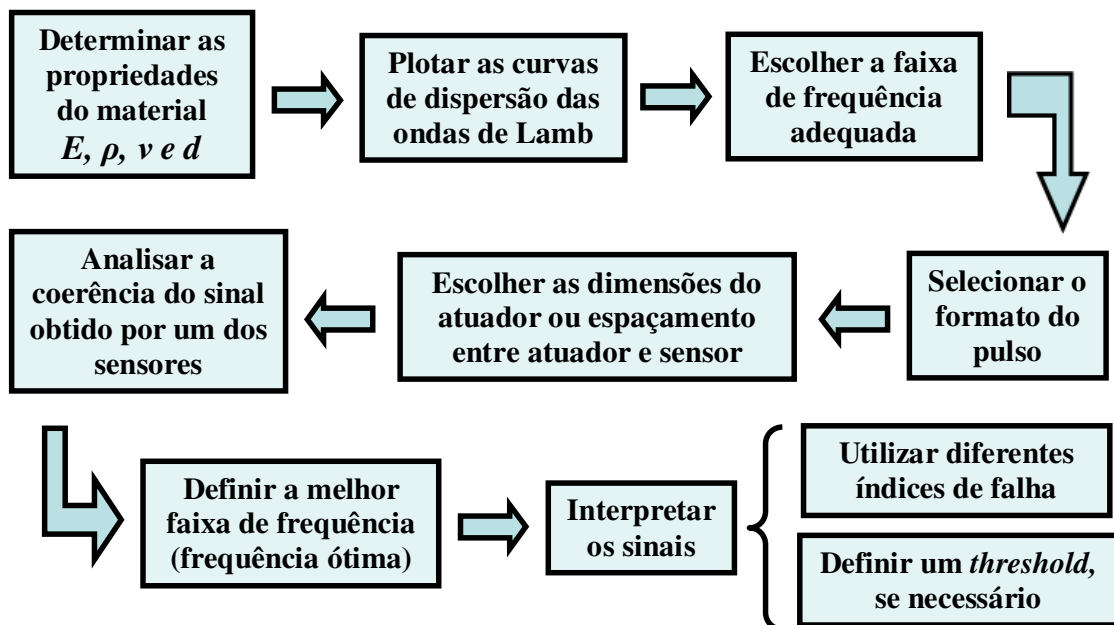 Determinar as
propriedades
do material
E, ρ, ν e d
Plotar as curvas
de dispersão das
ondas de Lamb
Escolher a faixa
de frequência
adequada
Selecionar o
formato do
pulso
Escolher as dimensões do
atuador ou espaçamento
entre atuador e sensor
Analisar a
coerência do sinal
obtido por um dos
sensores
Definir a melhor
faixa de frequência
(frequência ótima)
Interpretar
os sinais
Utilizar diferentes
índices de falha
Definir um threshold,
se necessário